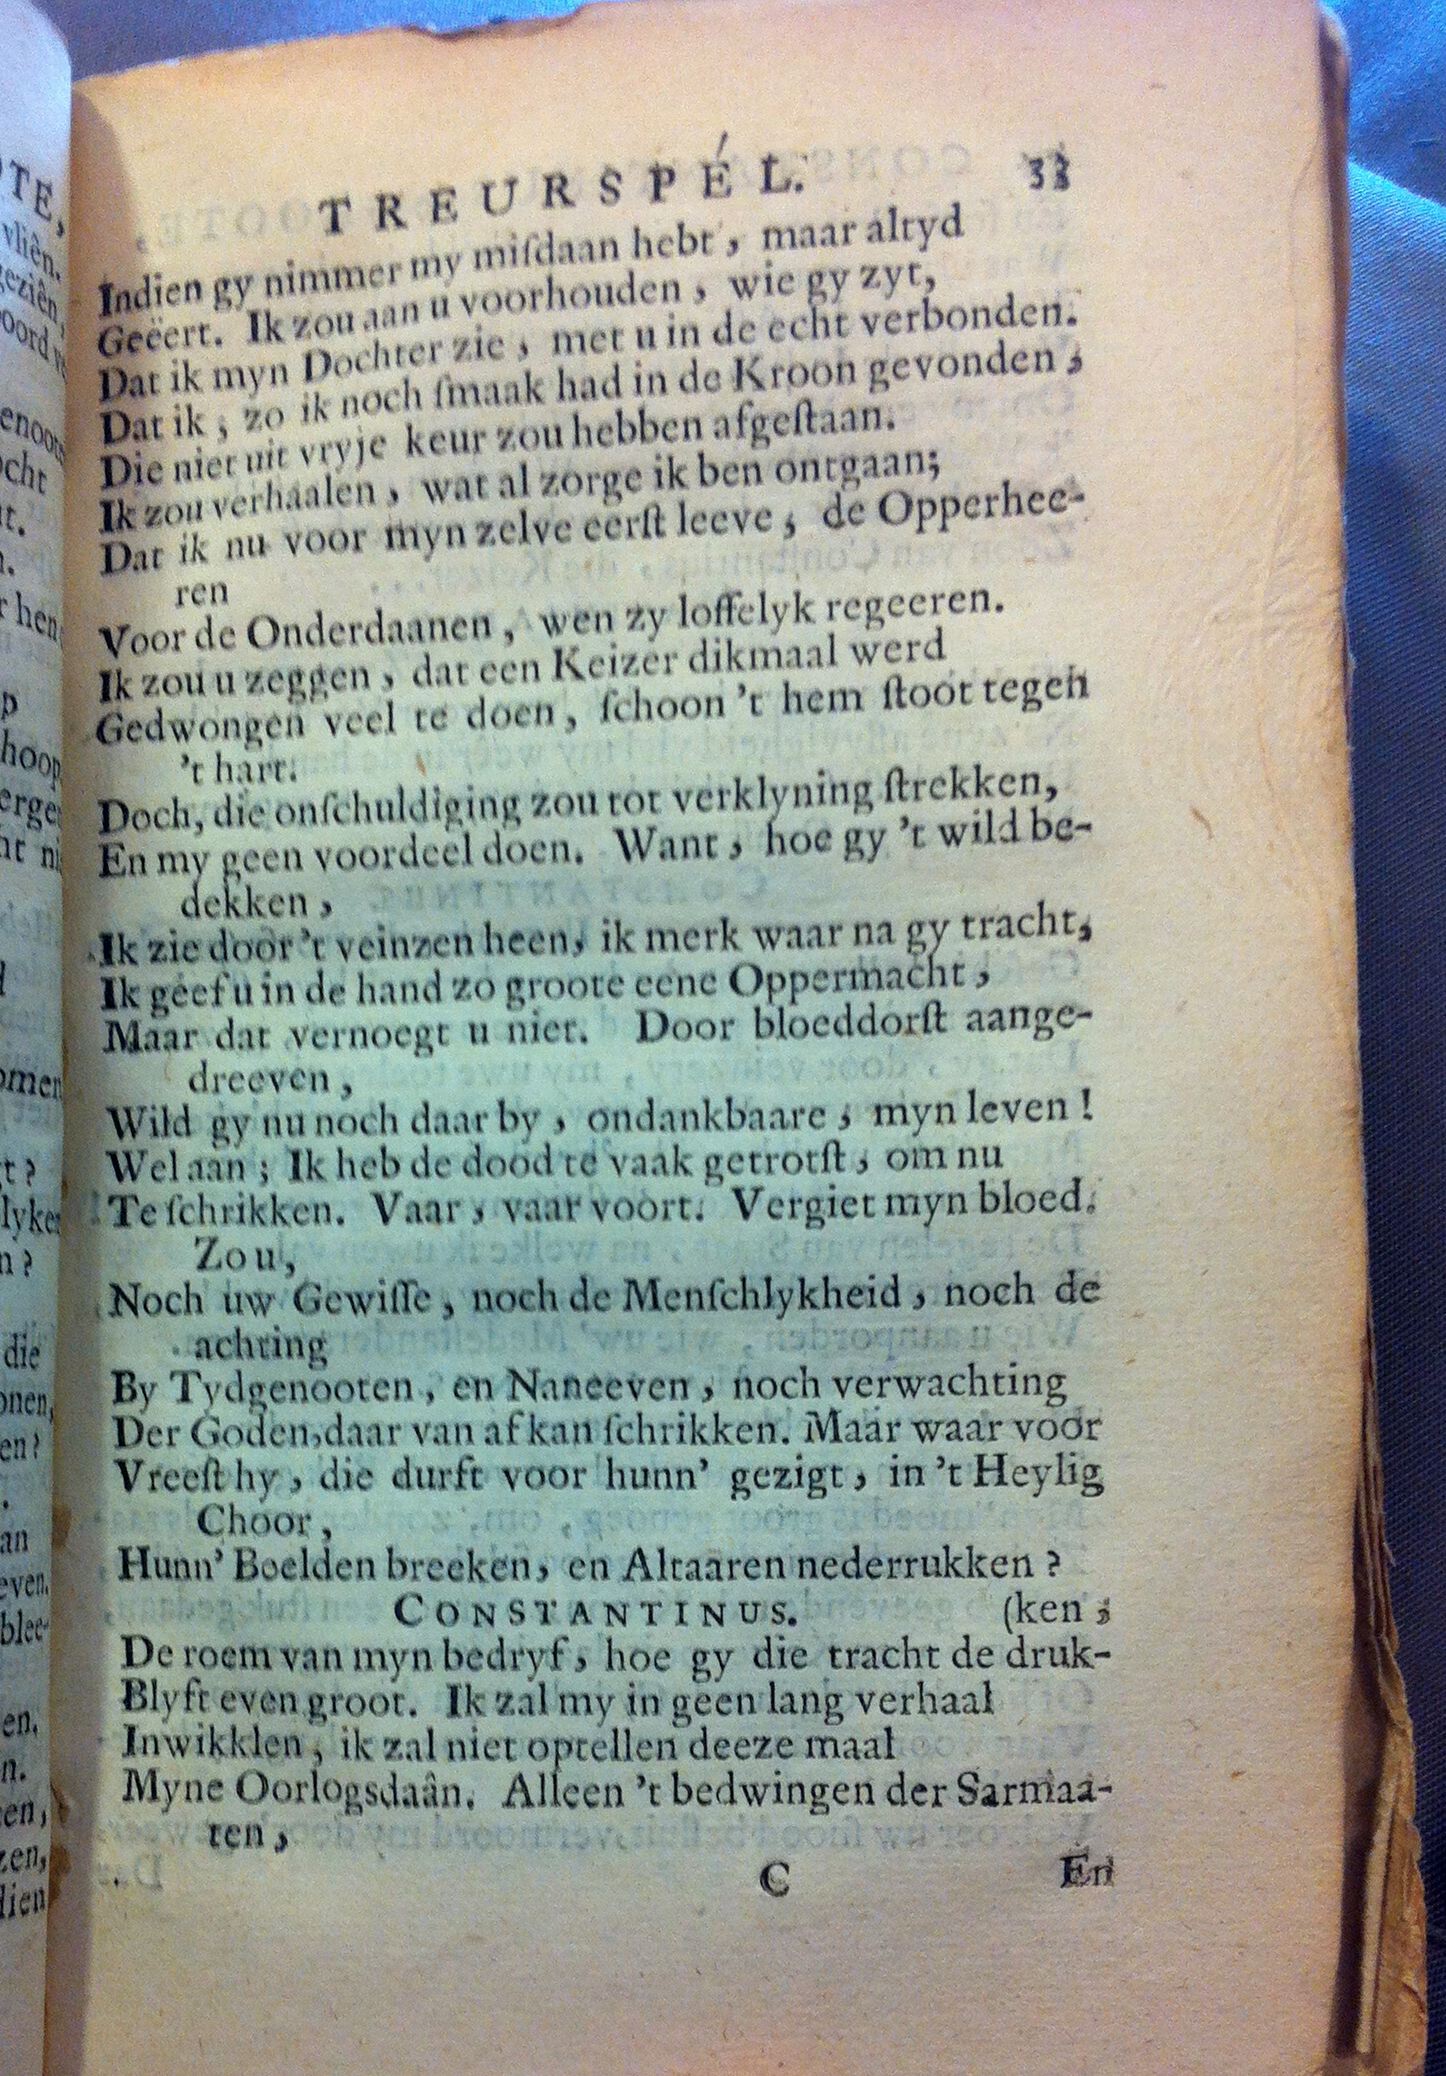 TREURSPÉL. 33
Indien gy nimmer my miſdaan hebt, maar altyd
Geëert. Ik zou aan u voorhouden, wie gy zyt,
Dat ik myn Dochter zie, met u in de echt verbonden.
Dat ik, zo ik noch ſmaak had in de Kroon gevonden,
Die niet uit vryje keur zou hebben afgeſtaan.
Ik zou verhaalen, wat al zorge ik ben ontgaan;
Dat ik nu voor myn zelve eerſt leeve, de Opperhee-
ren
Voor de Onderdaanen, wen zy loffelyk regeeren.
Ik zou u zeggen, dat een Keizer dikmaal werd
Gedwongen veel te doen, ſchoon 't hem ſtoot tegen
't hart.
Doch, die onſchuldiging zou tot verklyning ſtrekken,
En my geen voordeel doen. Want, hoe gy 't wild be-
dekken,
Ik zie door 't veinzen heen, ik merk waar na gy tracht,
Ik geef u in de hand zo groote eene Oppermacht,
Maar dat vernoegt u niet. Door bloeddorſt aange-
dreeven,
Wild gy nu noch daar by, ondankbaare, myn leven!
Wel aan; Ik heb de dood te vaak getrotſt, om nu
Te ſchrikken. Vaar, vaar voort. Vergiet myn bloed.
Zou,
Noch uw Gewiſſe, noch de Menſchlykheid, noch de
achting
By Tydgenooten, en Naneeven, noch verwachting
Der Goden, daar van af kan ſchrikken. Maar waar voor
Vreeſt hy, die durft voor hunn' gezigt, in 't Heylig
Choor,
Hunn' Beelden breeken, en Altaaren nederrukken?
CONSTANTINUS. (ken;
De roem van myn bedryf, hoe gy die tracht de druk-
Blyft even groot. Ik zal my in geen lang verhaal
Inwikklen, ik zal niet optellen deeze maal
Myne Oorlogsdaân. Alleen 't bedwingen der Sarmaa-
ten,
C En